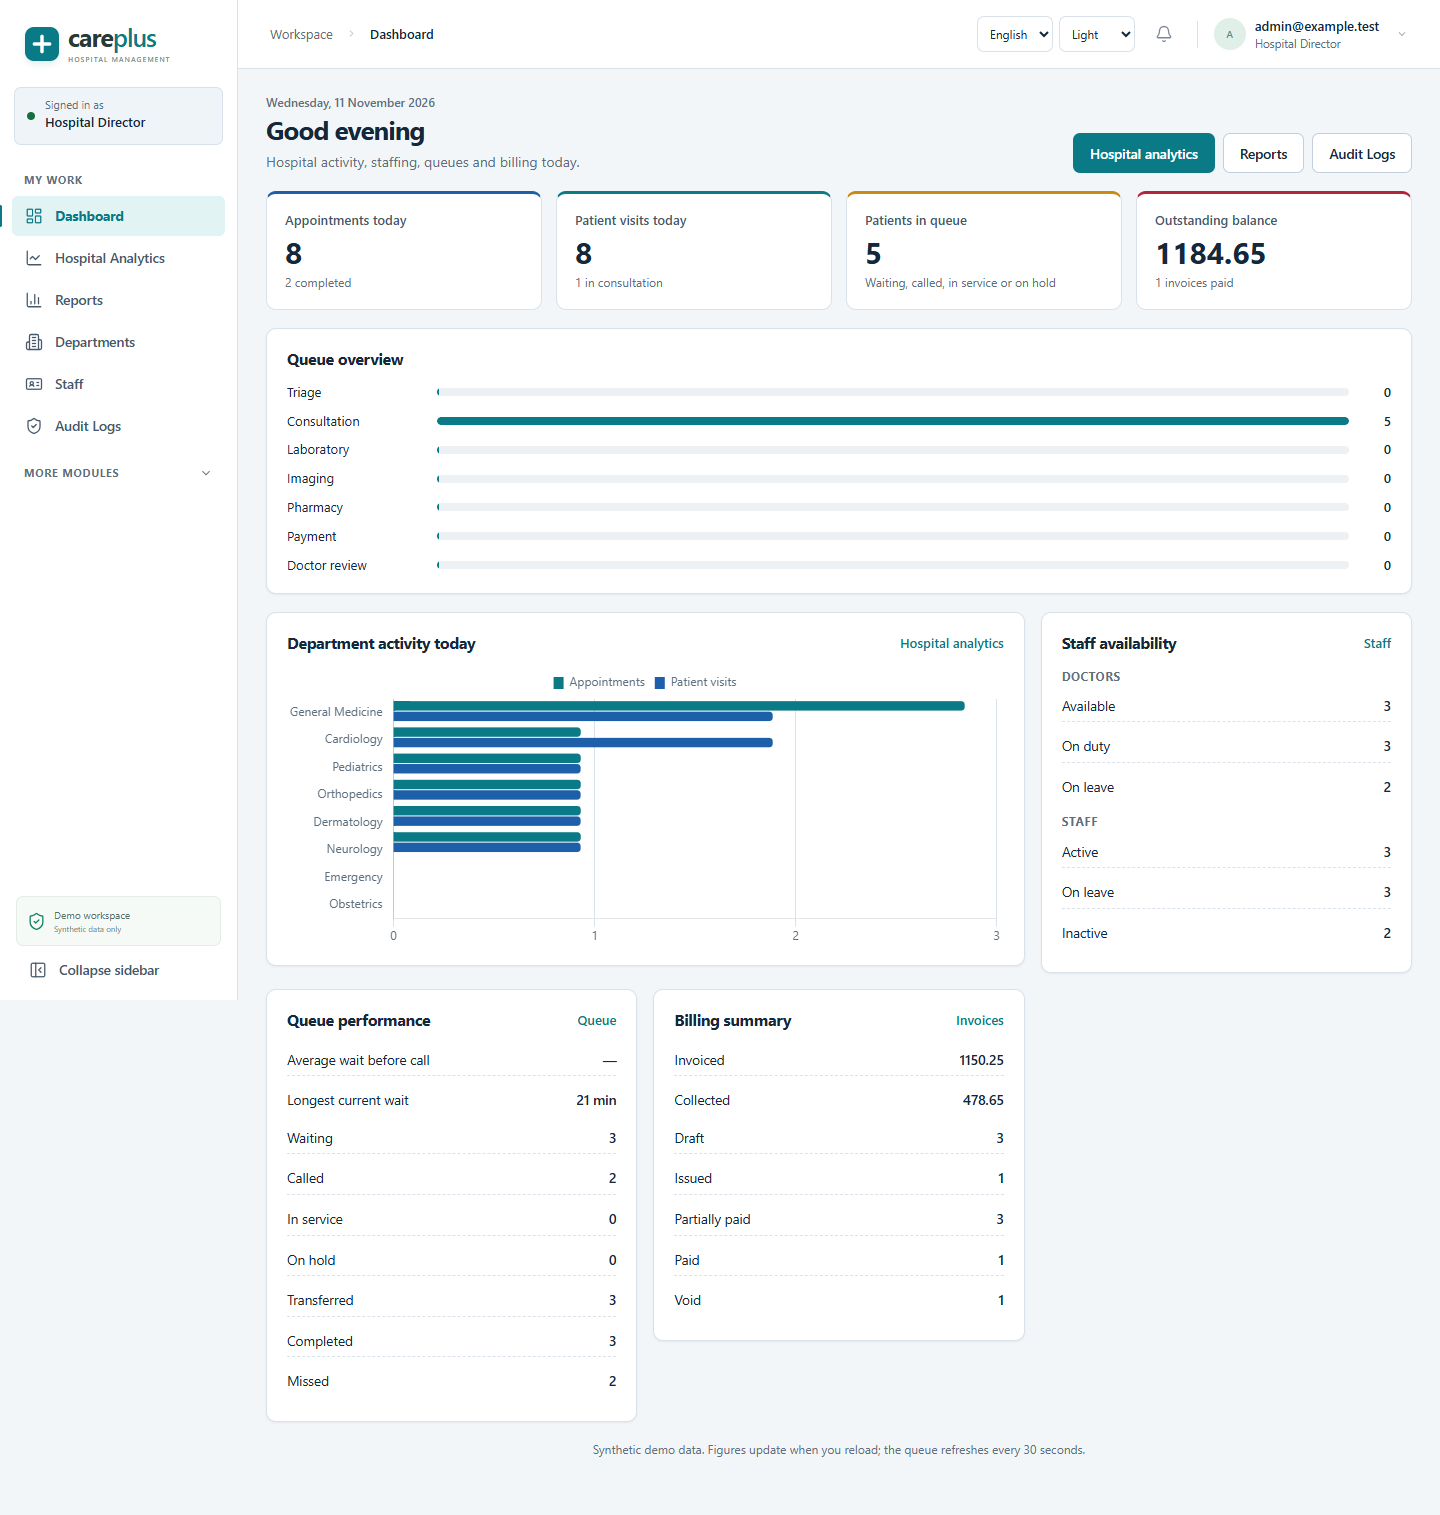 careplus
HOSPITAL MANAGEMENT
Signed in as
Hospital Director
MY WORK
Dashboard
Hospital Analytics
Reports
Departments
Staff
Audit Logs
MORE MODULES
Demo workspace
Synthetic data only
Collapse sidebar
Workspace > Dashboard
English
Light
A
admin@example.test
Hospital Director
Wednesday, 11 November 2026
Good evening
Hospital activity, staffing, queues and billing today.
Hospital analytics
Reports
Audit Logs
Appointments today
8
2 completed
Patient visits today
8
1 in consultation
Patients in queue
5
Waiting, called, in service or on hold
Outstanding balance
1184.65
1 invoices paid
Queue overview
Triage 0
Consultation 5
Laboratory 0
Imaging 0
Pharmacy 0
Payment 0
Doctor review 0
Department activity today
Hospital analytics
Appointments Patient visits
General Medicine
Cardiology
Pediatrics
Orthopedics
Dermatology
Neurology
Emergency
Obstetrics
0 1 2 3
Staff availability
Staff
DOCTORS
Available 3
On duty 3
On leave 2
STAFF
Active 3
On leave 3
Inactive 2
Queue performance
Queue
Average wait before call —
Longest current wait 21 min
Waiting 3
Called 2
In service 0
On hold 0
Transferred 3
Completed 3
Missed 2
Billing summary
Invoices
Invoiced 1150.25
Collected 478.65
Draft 3
Issued 1
Partially paid 3
Paid 1
Void 1
Synthetic demo data. Figures update when you reload; the queue refreshes every 30 seconds.